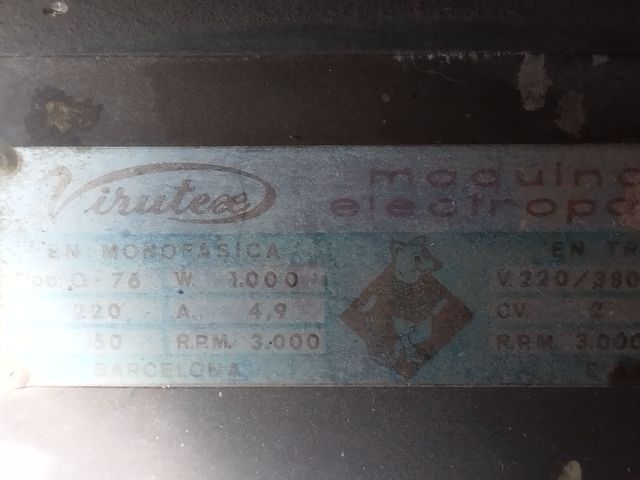 Virutex maquina
electropo
EN MONOFASICA EN TR
O-76 W. 1.000 V. 220/380
220 A. 4,9 CV. 2
50 R.P.M. 3.000 R.P.M. 3.000
BARCELONA